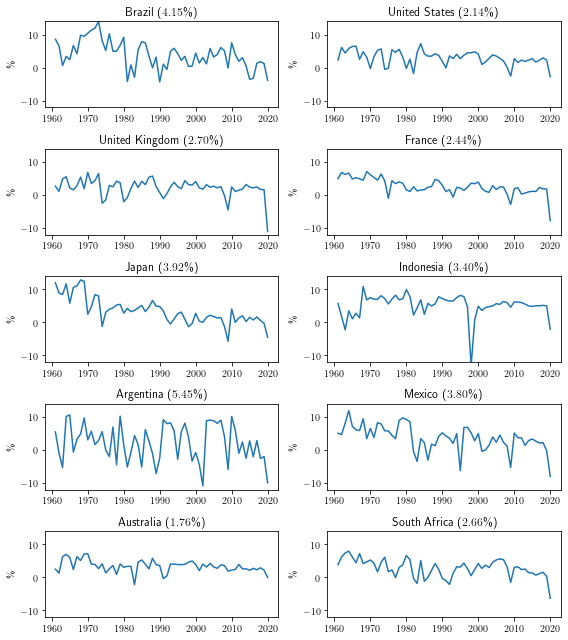 Brazil (4.15%) United States (2.14%)
10 10
% 0 % 0
−10 −10
1960 1970 1980 1990 2000 2010 2020 1960 1970 1980 1990 2000 2010 2020
United Kingdom (2.70%) France (2.44%)
10 10
% 0 % 0
−10 −10
1960 1970 1980 1990 2000 2010 2020 1960 1970 1980 1990 2000 2010 2020
Japan (3.92%) Indonesia (3.40%)
10 10
% 0 % 0
−10 −10
1960 1970 1980 1990 2000 2010 2020 1960 1970 1980 1990 2000 2010 2020
Argentina (5.45%) Mexico (3.80%)
10 10
% 0 % 0
−10 −10
1960 1970 1980 1990 2000 2010 2020 1960 1970 1980 1990 2000 2010 2020
Australia (1.76%) South Africa (2.66%)
10 10
% 0 % 0
−10 −10
1960 1970 1980 1990 2000 2010 2020 1960 1970 1980 1990 2000 2010 2020